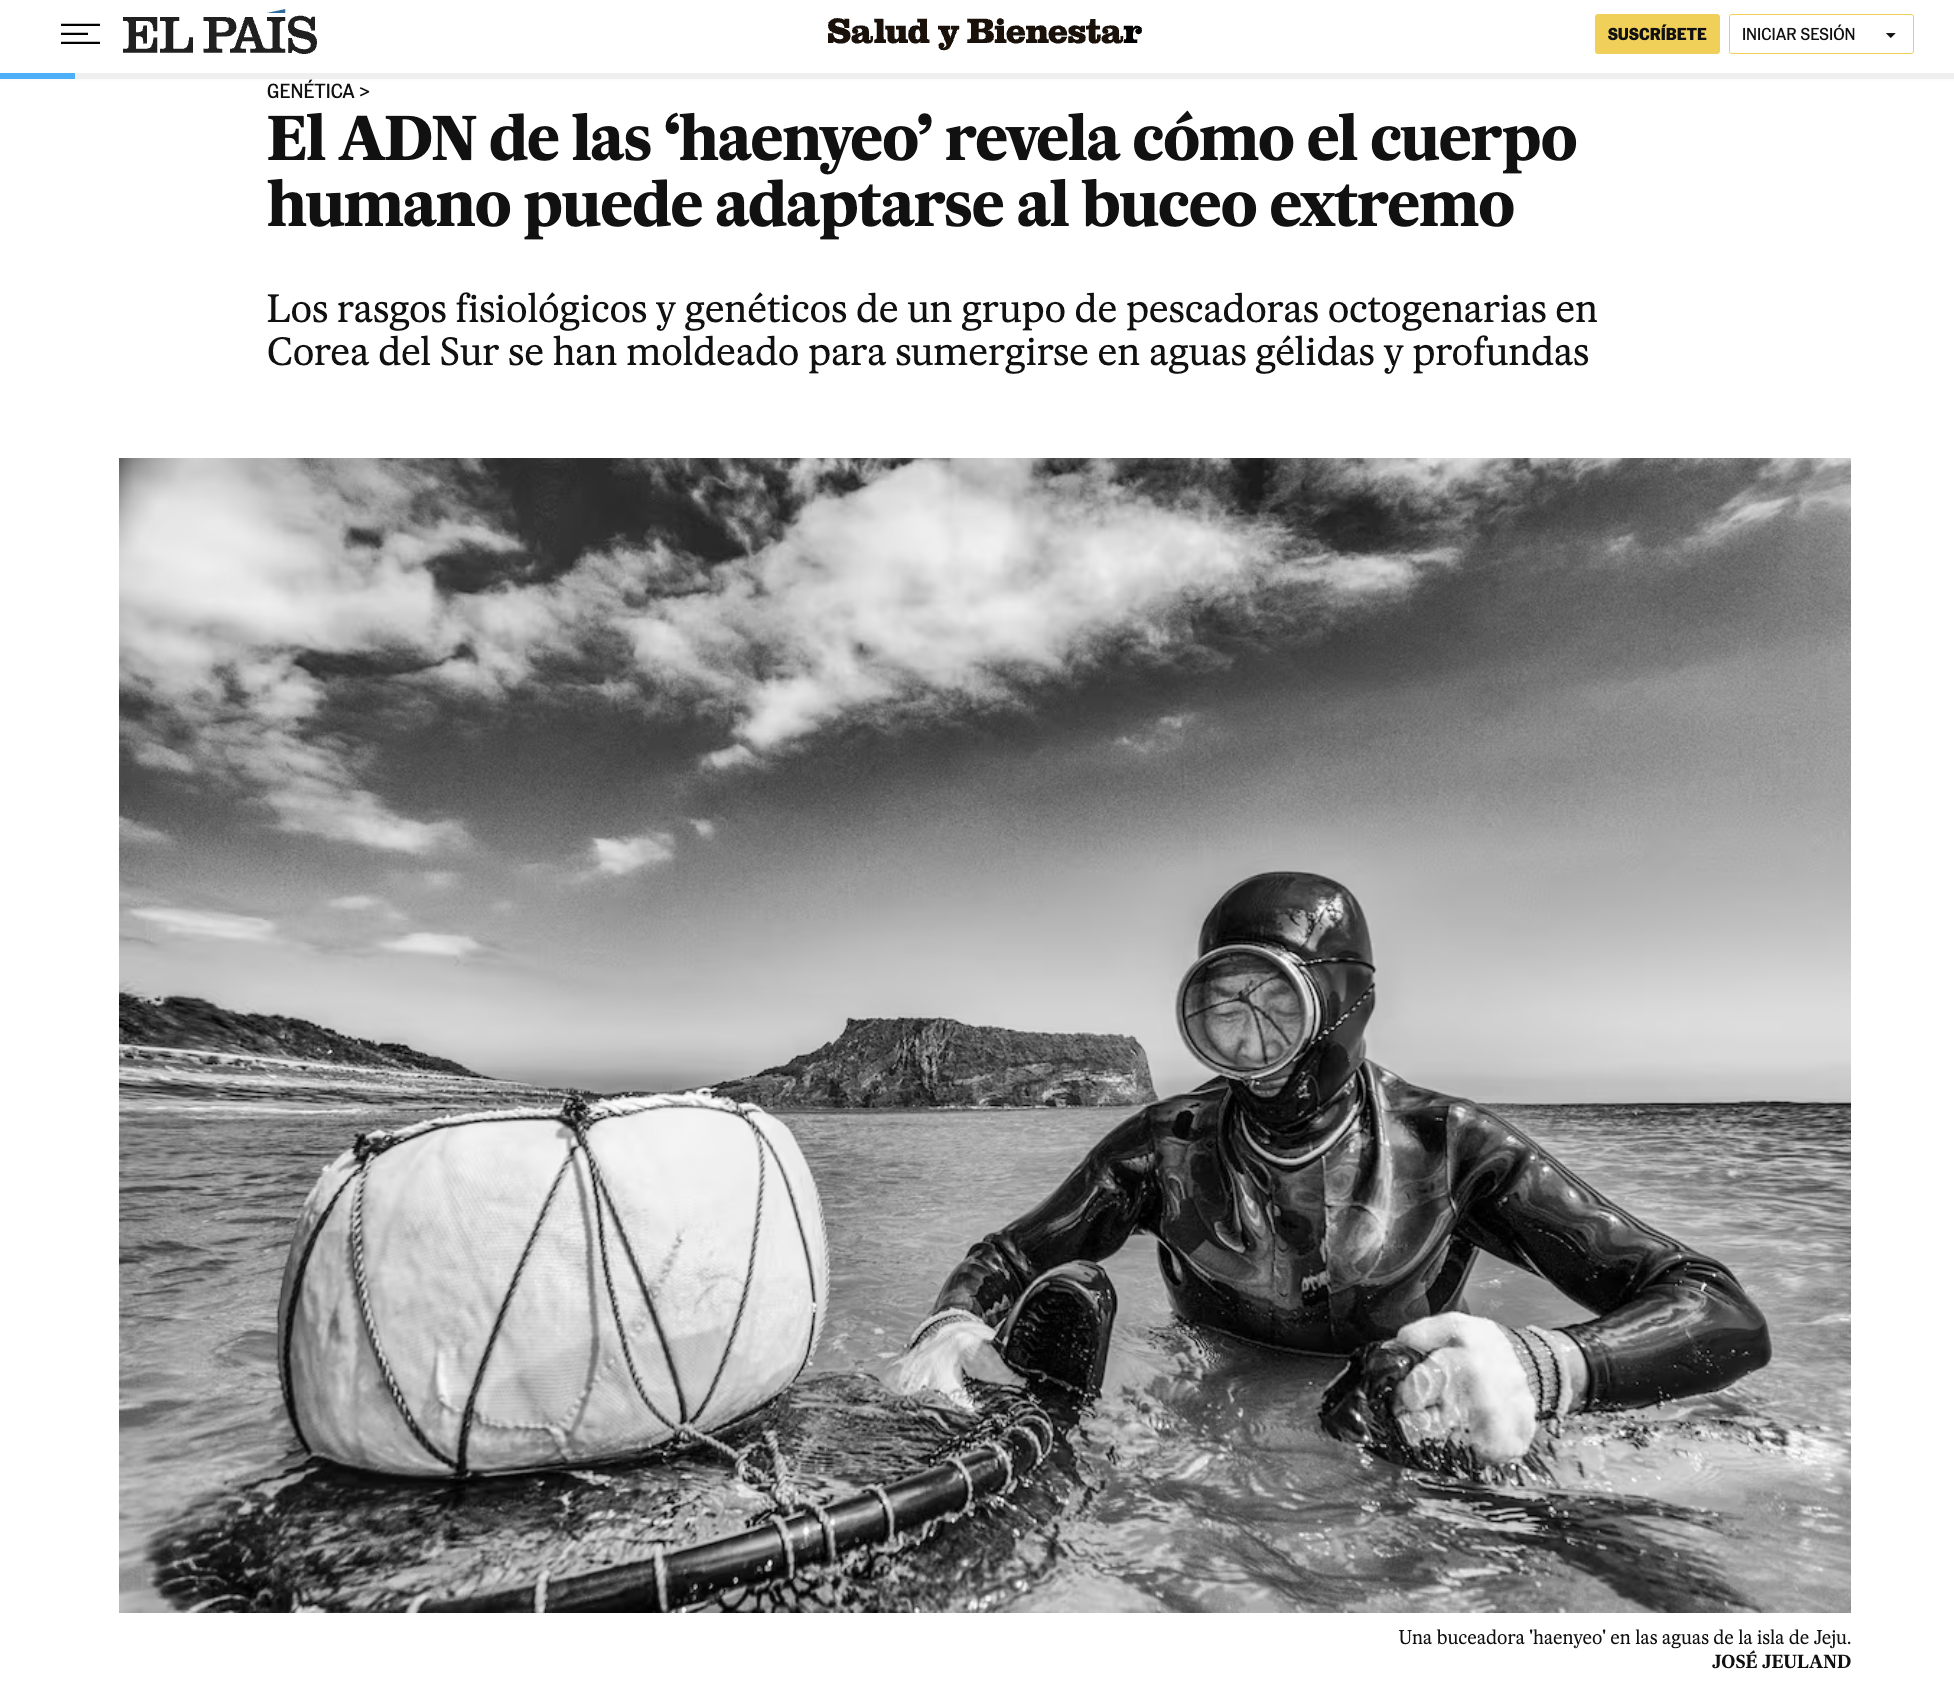 EL PAÍS
Salud y Bienestar
SUSCRÍBETE
INICIAR SESIÓN
GENÉTICA >
El ADN de las ‘haenyeo’ revela cómo el cuerpo
humano puede adaptarse al buceo extremo
Los rasgos fisiológicos y genéticos de un grupo de pescadoras octogenarias en
Corea del Sur se han moldeado para sumergirse en aguas gélidas y profundas
Una buceadora 'haenyeo' en las aguas de la isla de Jeju.
JOSÉ JEULAND